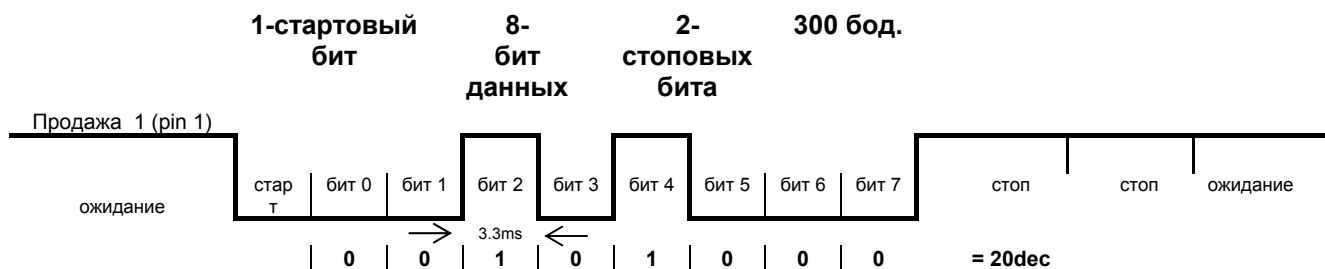 1-стартовый бит 8-бит данных 2-стоповых бита 300 бод.
Продажа 1 (pin 1)
ожидание старт бит 0 бит 1 бит 2 бит 3 бит 4 бит 5 бит 6 бит 7 стоп стоп ожидание
3.3ms
0 0 1 0 1 0 0 0 = 20dec